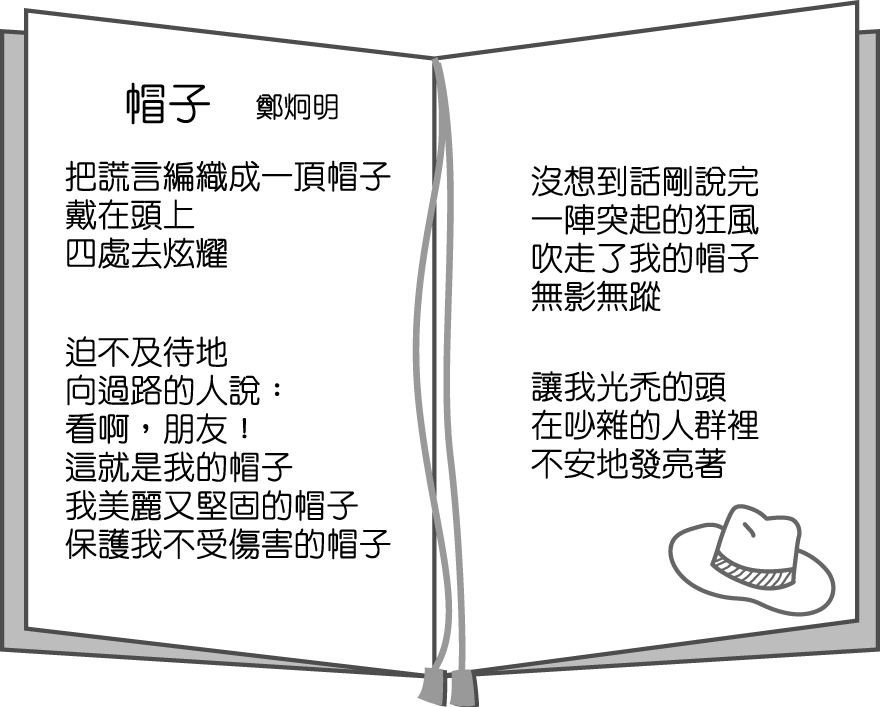 帽子 鄭炯明
把謊言編織成一頂帽子
戴在頭上
四處去炫耀
迫不及待地
向過路的人說：
看啊，朋友！
這就是我的帽子
我美麗又堅固的帽子
保護我不受傷害的帽子
沒想到話剛說完
一陣突起的狂風
吹走了我的帽子
無影無蹤
讓我光禿的頭
在吵雜的人群裡
不安地發亮著